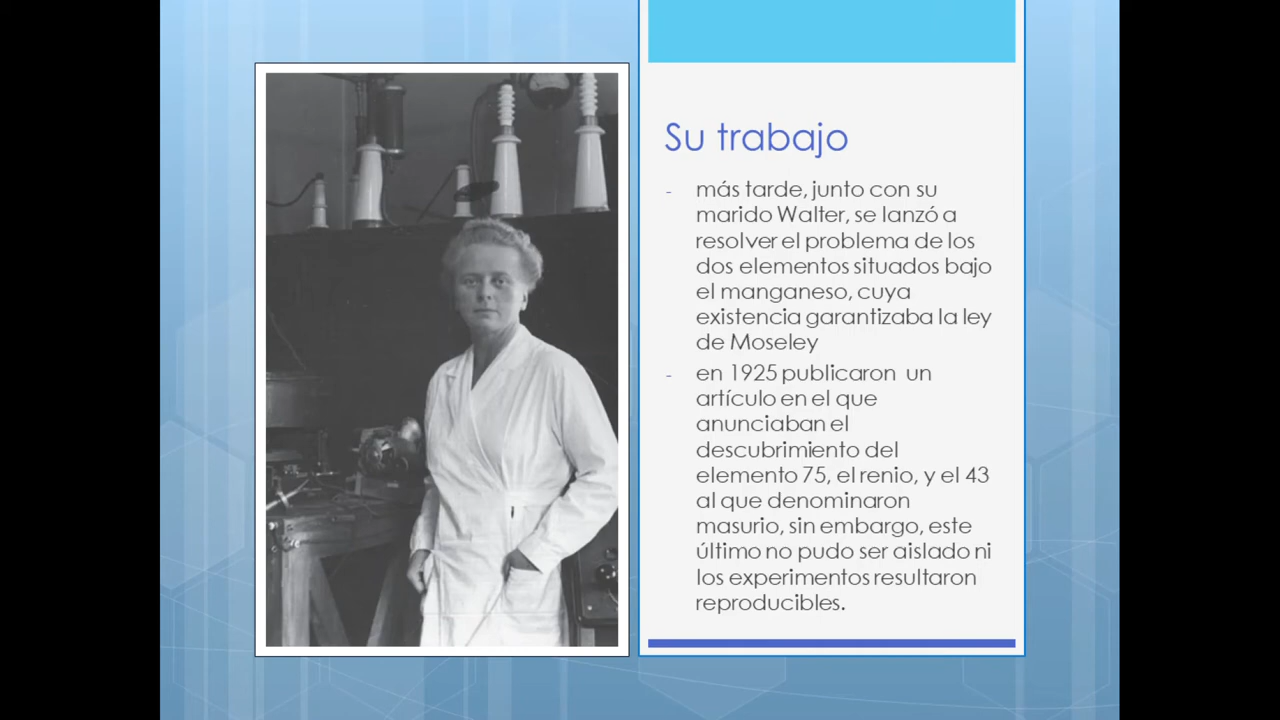 Su trabajo
- más tarde, junto con su
marido Walter, se lanzó a
resolver el problema de los
dos elementos situados bajo
el manganeso, cuya
existencia garantizaba la ley
de Moseley
- en 1925 publicaron un
artículo en el que
anunciaban el
descubrimiento del
elemento 75, el renio, y el 43
al que denominaron
masurio, sin embargo, este
último no pudo ser aislado ni
los experimentos resultaron
reproducibles.